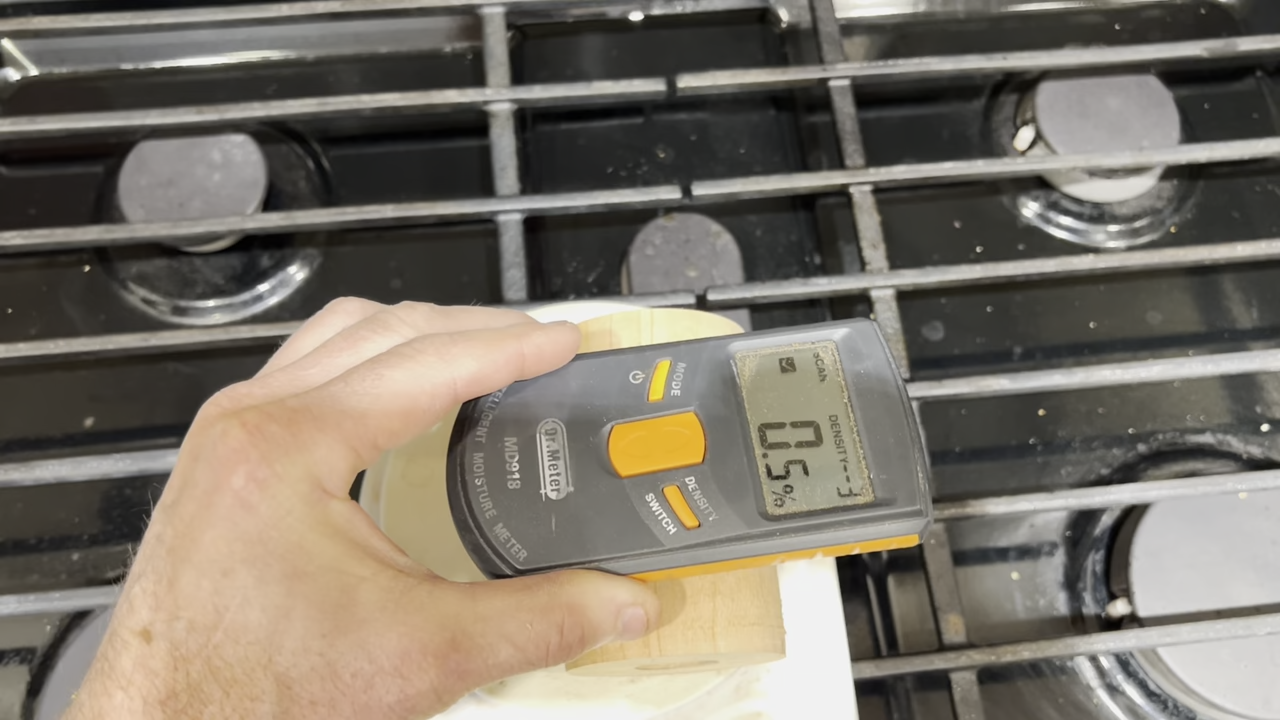 SCAN
DENSITY--F
0.5%
MODE
DENSITY
SWITCH
Dr.Meter
MD918
MOISTURE METER